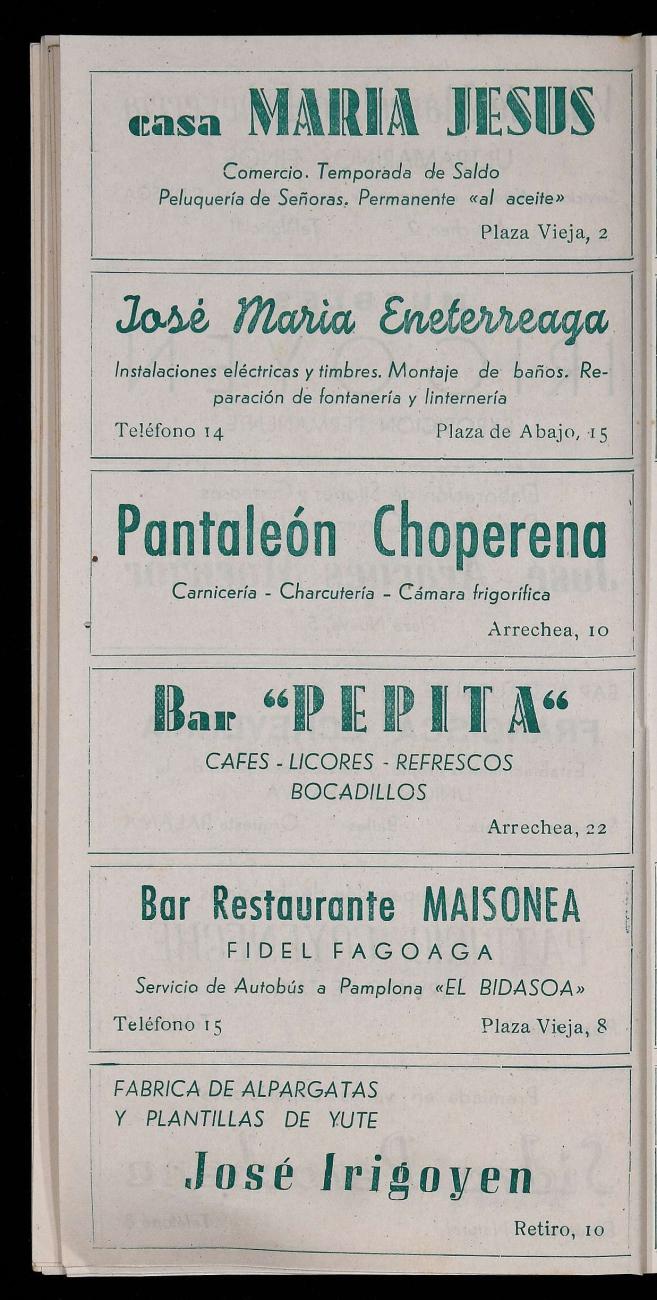 casa MARIA JESUS
Comercio. Temporada de Saldo
Peluquería de Señoras. Permanente «al aceite»
Plaza Vieja, 2
José Maria Eneterreaga
Instalaciones eléctricas y timbres. Montaje de baños. Re-
paración de fontanería y linternería
Teléfono 14 Plaza de Abajo, 15
Pantaleón Choperena
Carnicería - Charcutería - Cámara frigorífica
Arrechea, 10
Bar “PEPITA“
CAFES - LICORES - REFRESCOS
BOCADILLOS
Arrechea, 22
Bar Restaurante MAISONEA
FIDEL FAGOAGA
Servicio de Autobús a Pamplona «EL BIDASOA»
Teléfono 15 Plaza Vieja, 8
FABRICA DE ALPARGATAS
Y PLANTILLAS DE YUTE
José Irigoyen
Retiro, 10